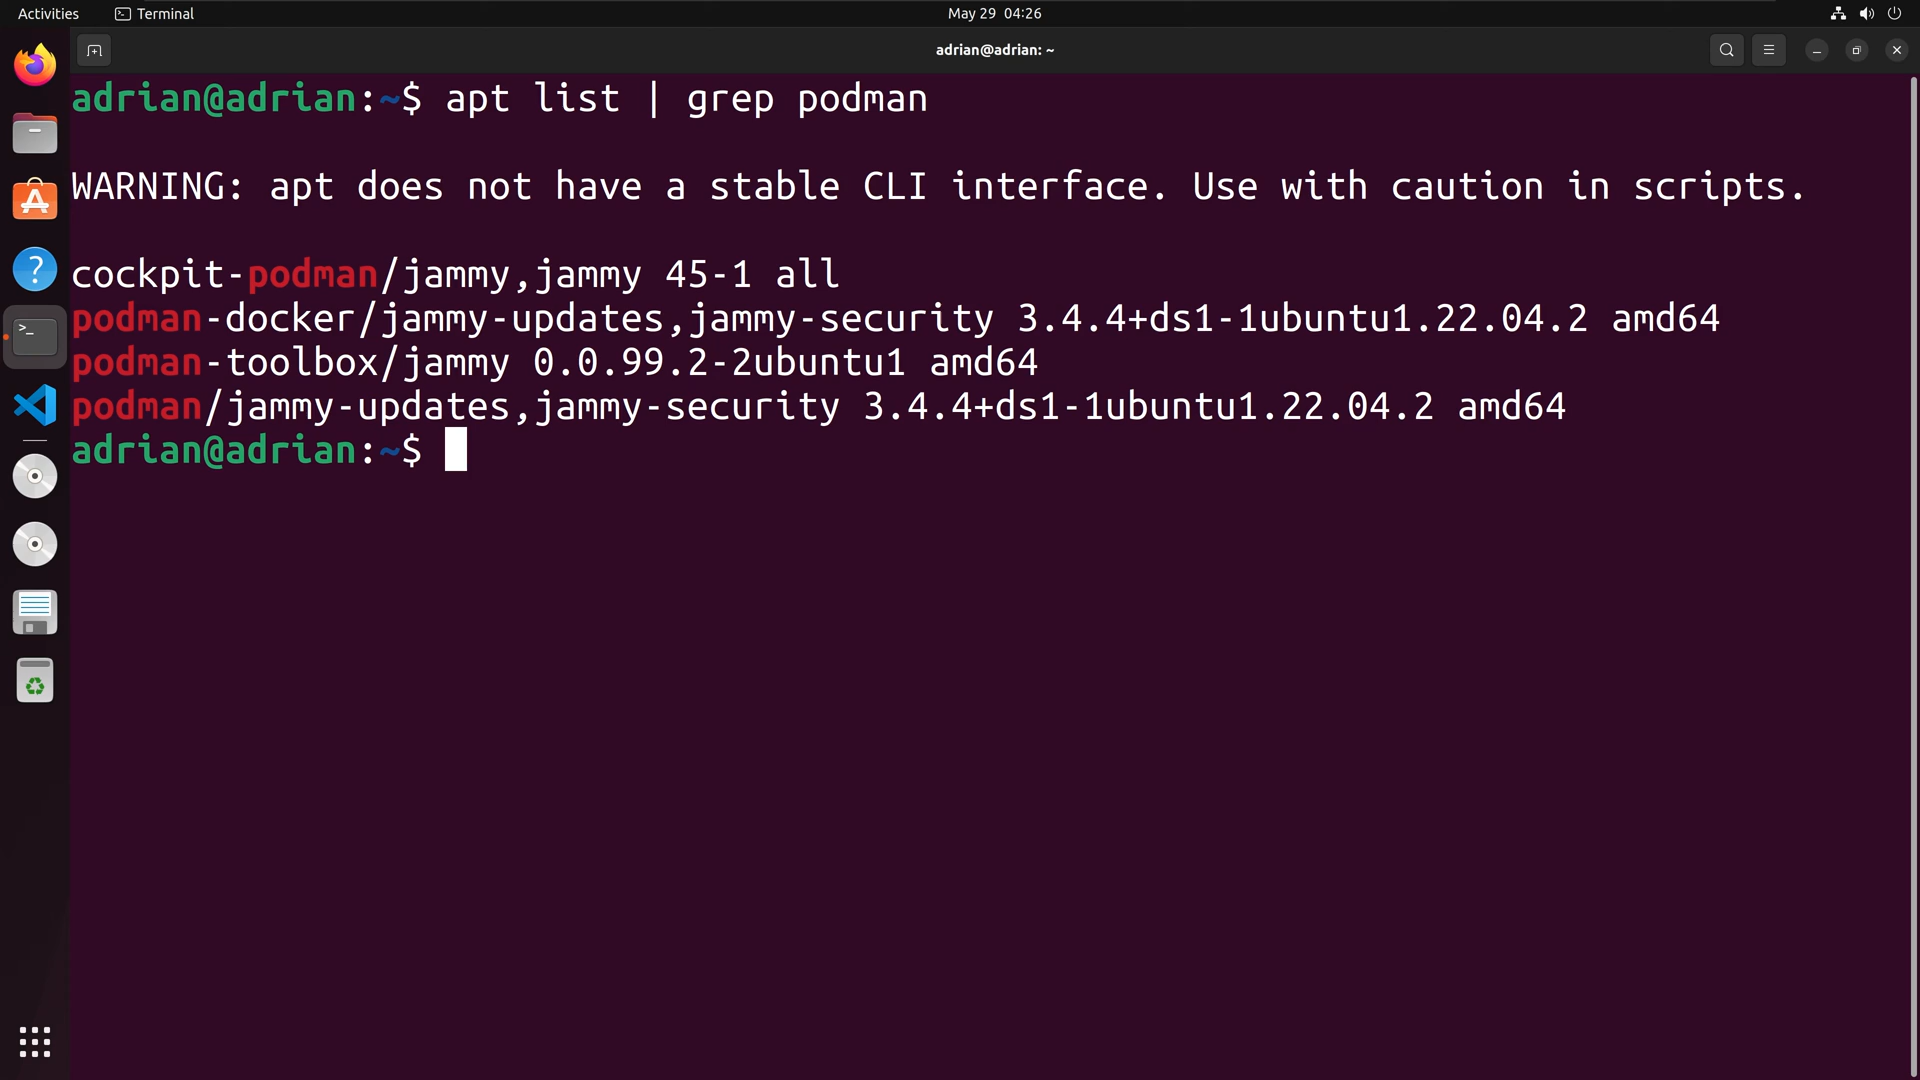 Activities Terminal May 29 04:26
adrian@adrian: ~
adrian@adrian:~$ apt list | grep podman
WARNING: apt does not have a stable CLI interface. Use with caution in scripts.
cockpit-podman/jammy,jammy 45-1 all
podman-docker/jammy-updates,jammy-security 3.4.4+ds1-1ubuntu1.22.04.2 amd64
podman-toolbox/jammy 0.0.99.2-2ubuntu1 amd64
podman/jammy-updates,jammy-security 3.4.4+ds1-1ubuntu1.22.04.2 amd64
adrian@adrian:~$